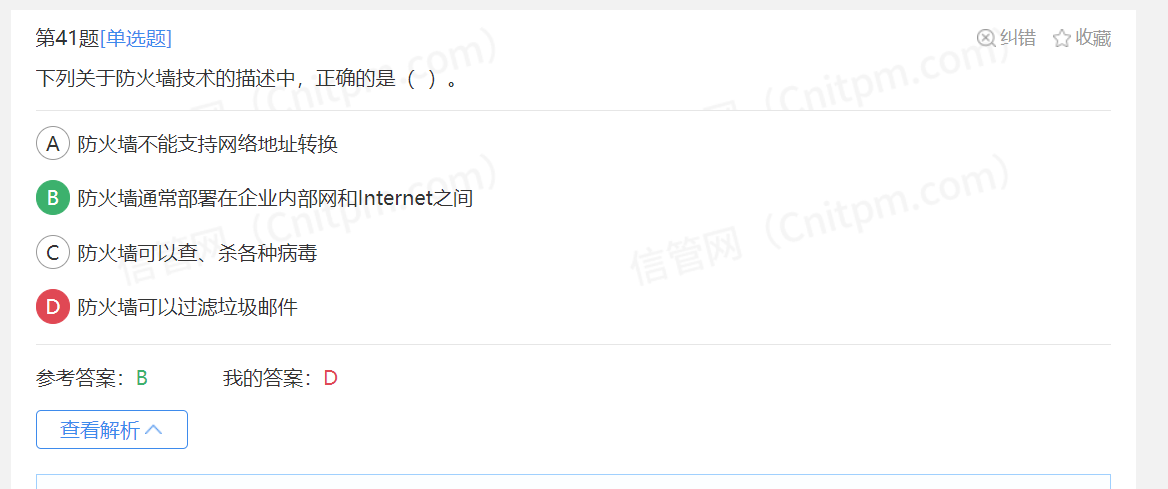 第41题[单选题]
纠错 收藏
下列关于防火墙技术的描述中，正确的是（ ）。
A 防火墙不能支持网络地址转换
B 防火墙通常部署在企业内部网和Internet之间
C 防火墙可以查、杀各种病毒
D 防火墙可以过滤垃圾邮件
参考答案：B 我的答案：D
查看解析
信管网（Cnitpm.com）
信管网（Cnitpm.com）
信管网（Cnitpm.com）
信管网（Cnitpm.com）